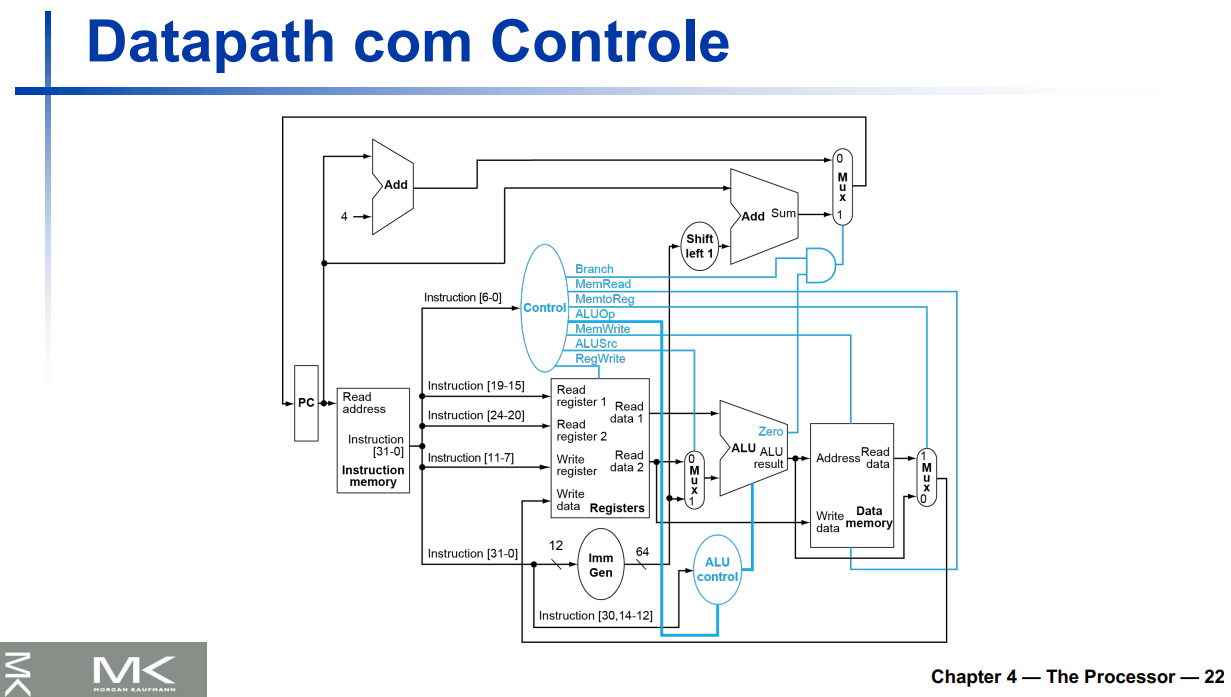 Datapath com Controle
Add
4
Add Sum
Shift
left 1
0
M
u
x
1
Branch
MemRead
MemtoReg
ALUOp
MemWrite
ALUSrc
RegWrite
Control
Instruction [6-0]
PC
Read
address
Instruction
[31-0]
Instruction
memory
Instruction [19-15]
Instruction [24-20]
Instruction [11-7]
Instruction [31-0]
Read
register 1
Read
data 1
Read
register 2
Write
register
Read
data 2
Write
data
Registers
0
M
u
x
1
Zero
ALU
ALU
result
Address
Read
data
Write
data
Data
memory
1
M
u
x
0
12
Imm
Gen
64
ALU
control
Instruction [30,14-12]
MK
MK
MORGAN KAUFMANN
Chapter 4 — The Processor — 22